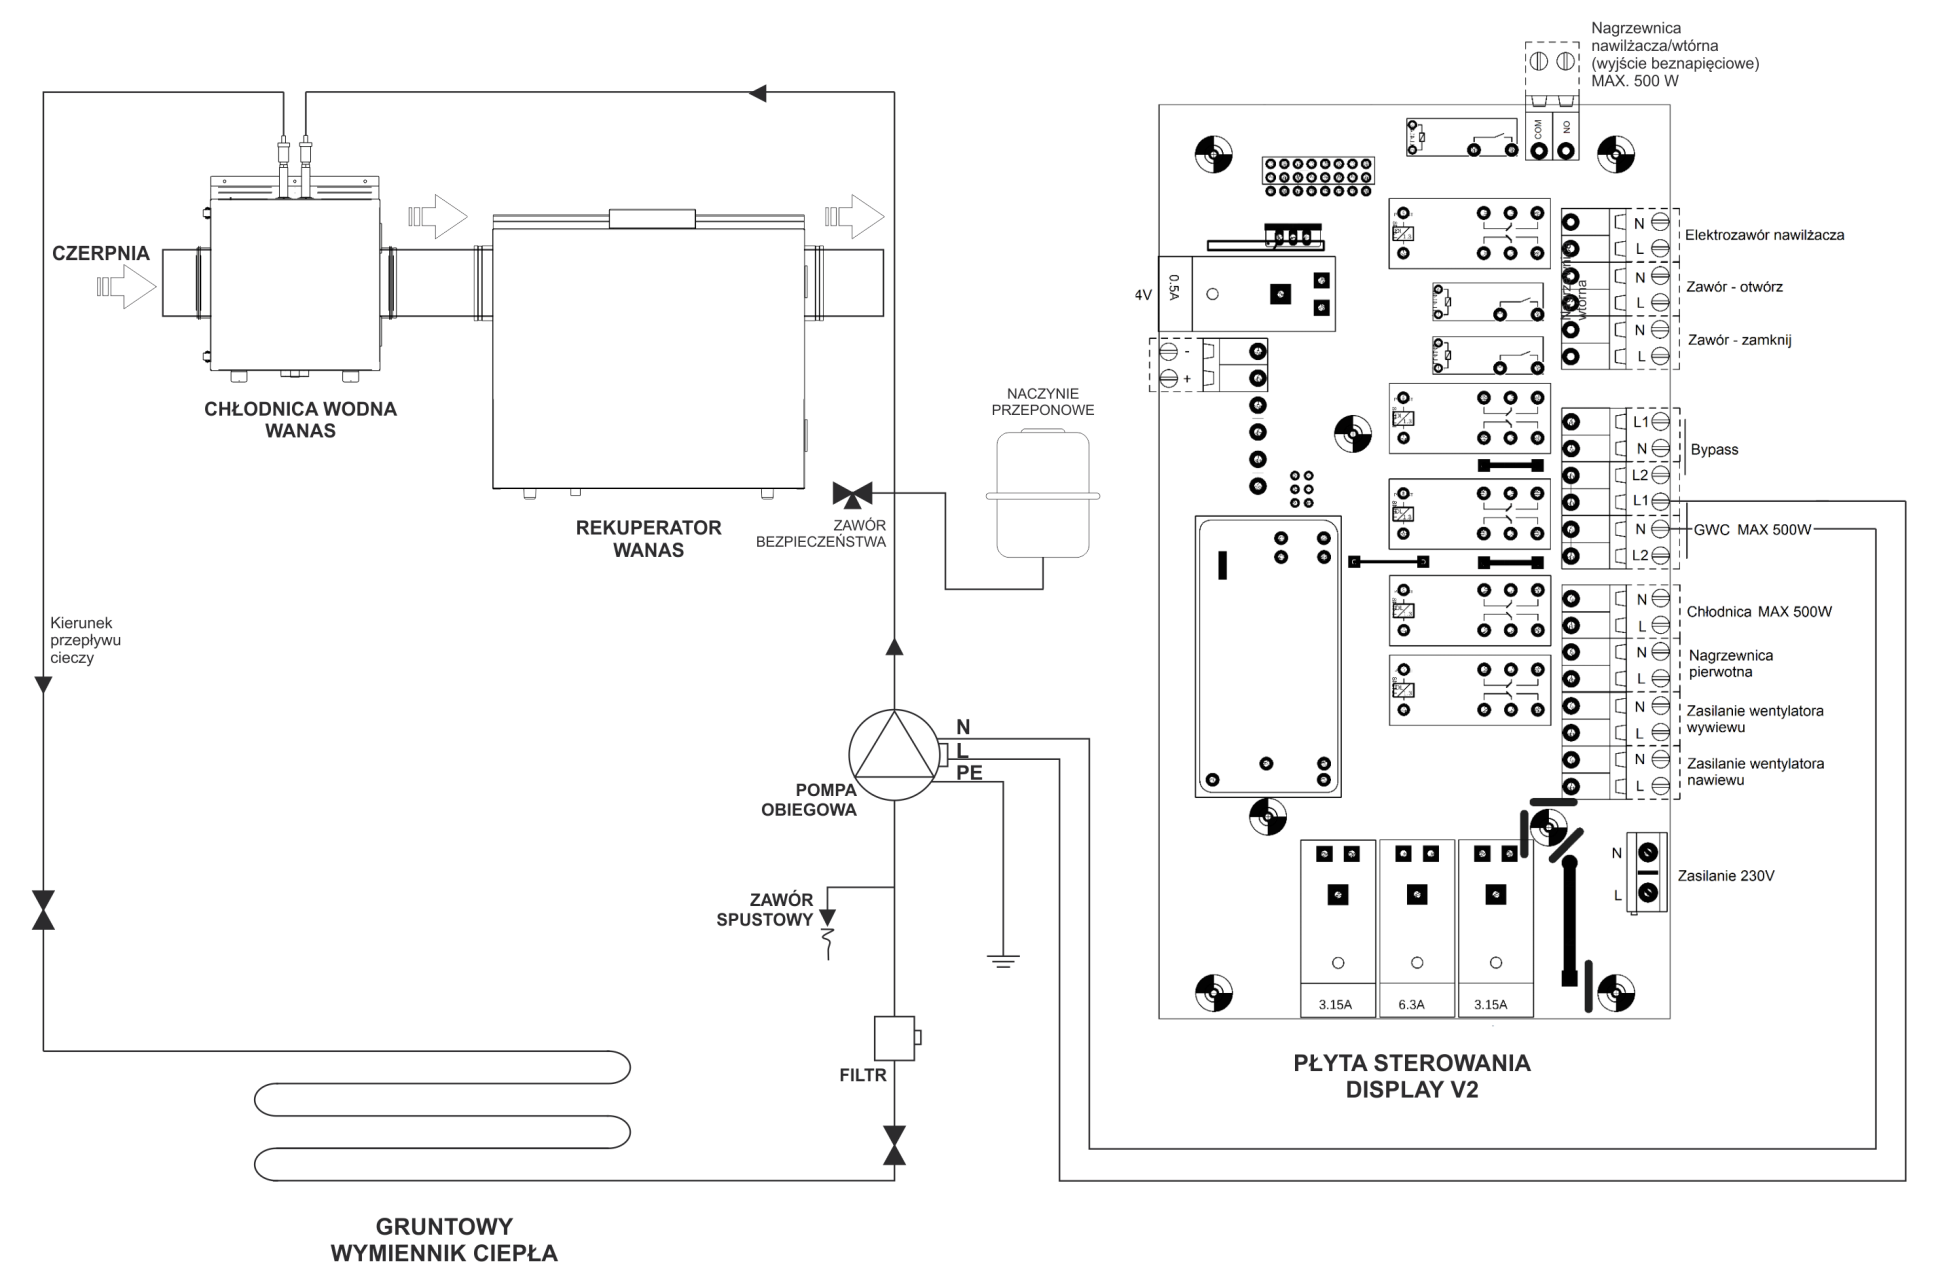 Nagrzewnica
nawilżacza/wtórna
(wyjście beznapięciowe)
MAX. 500 W
COM
NO
CZERPNIA
CHŁODNICA WODNA
WANAS
REKUPERATOR
WANAS
NACZYNIE
PRZEPONOWE
ZAWÓR
BEZPIECZEŃSTWA
Kierunek
przepływu
cieczy
N
L
PE
POMPA
OBIEGOWA
ZAWÓR
SPUSTOWY
FILTR
GRUNTOWY
WYMIENNIK CIEPŁA
4V
0.5A
-
+
N
L
Elektrozawór nawilżacza
N
L
Zawór - otwórz
wtórna
N
L
Zawór - zamknij
L1
N
L2
Bypass
L1
N
L2
GWC MAX 500W
N
L
Chłodnica MAX 500W
N
L
Nagrzewnica
pierwotna
N
L
Zasilanie wentylatora
wywiewu
N
L
Zasilanie wentylatora
nawiewu
N
L
Zasilanie 230V
3.15A
6.3A
3.15A
PŁYTA STEROWANIA
DISPLAY V2